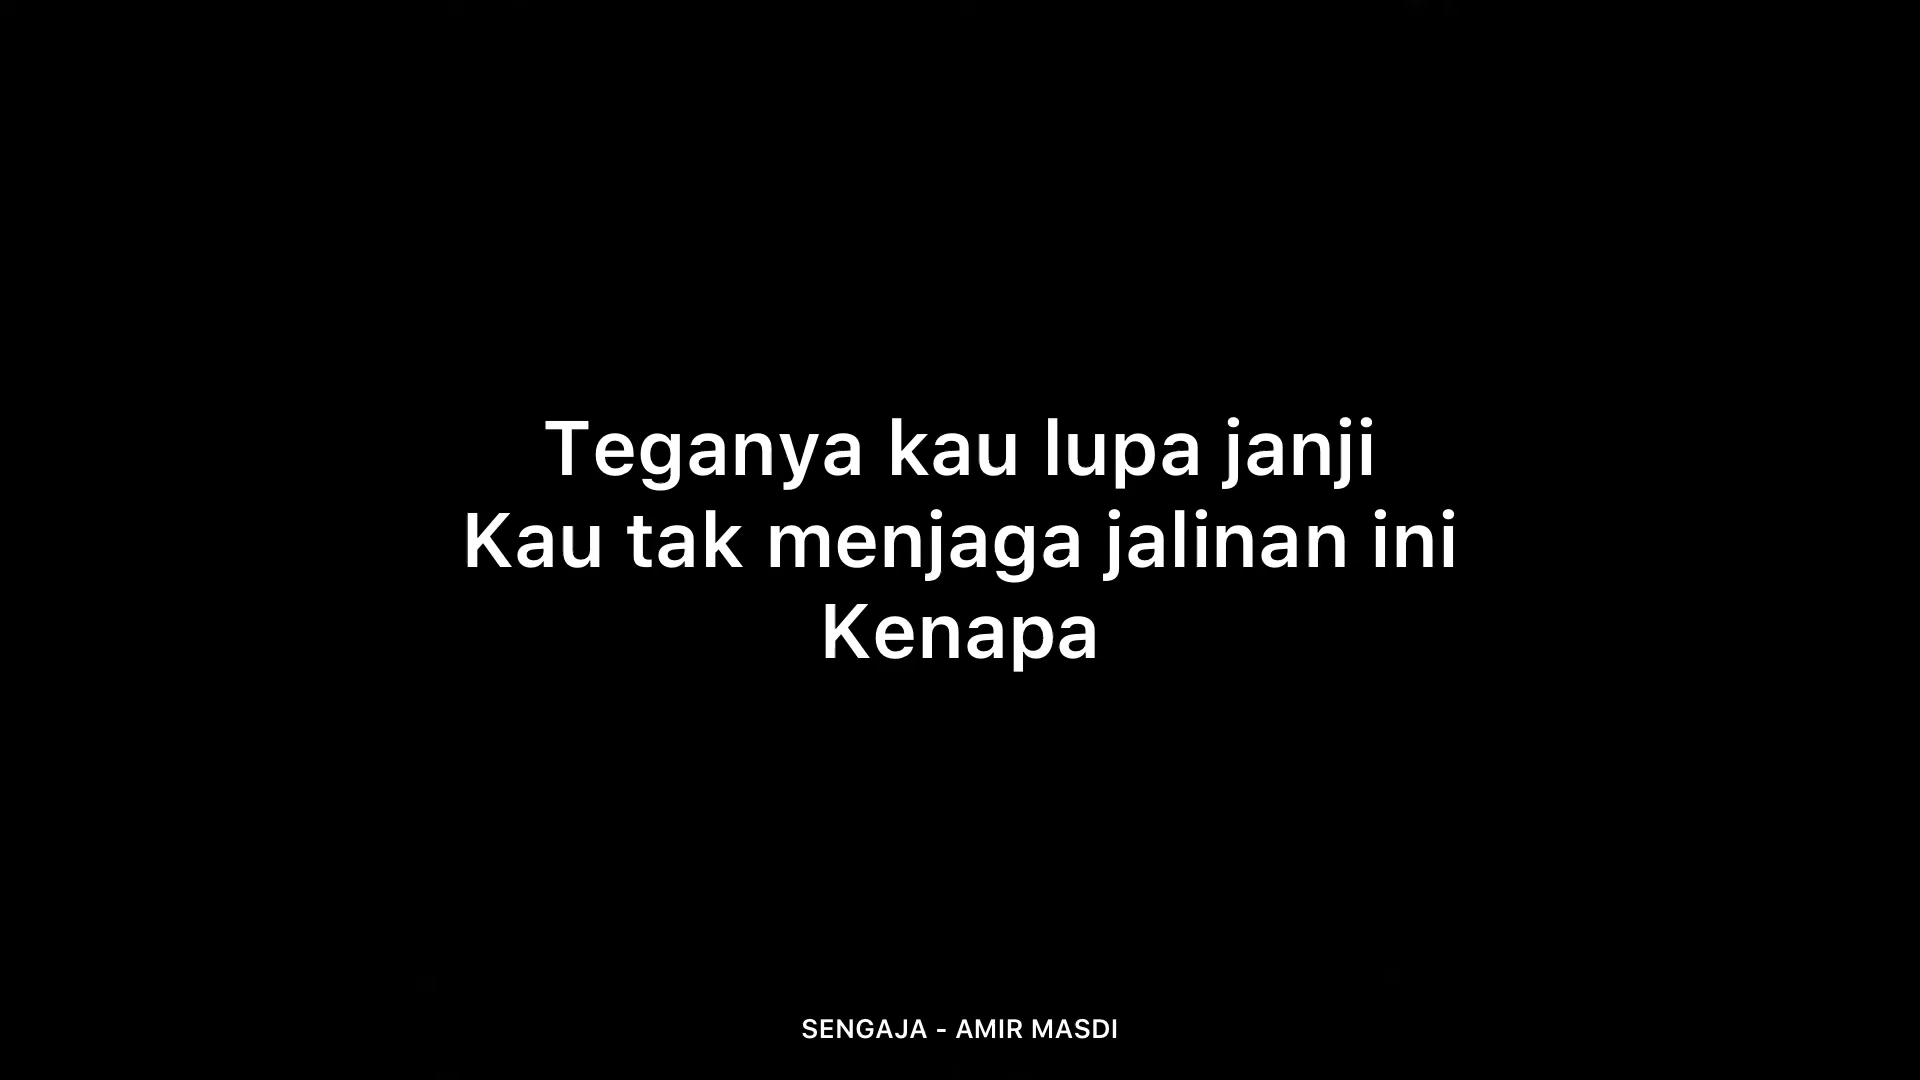 Teganya kau lupa janji
Kau tak menjaga jalinan ini
Kenapa
SENGAJA - AMIR MASDI